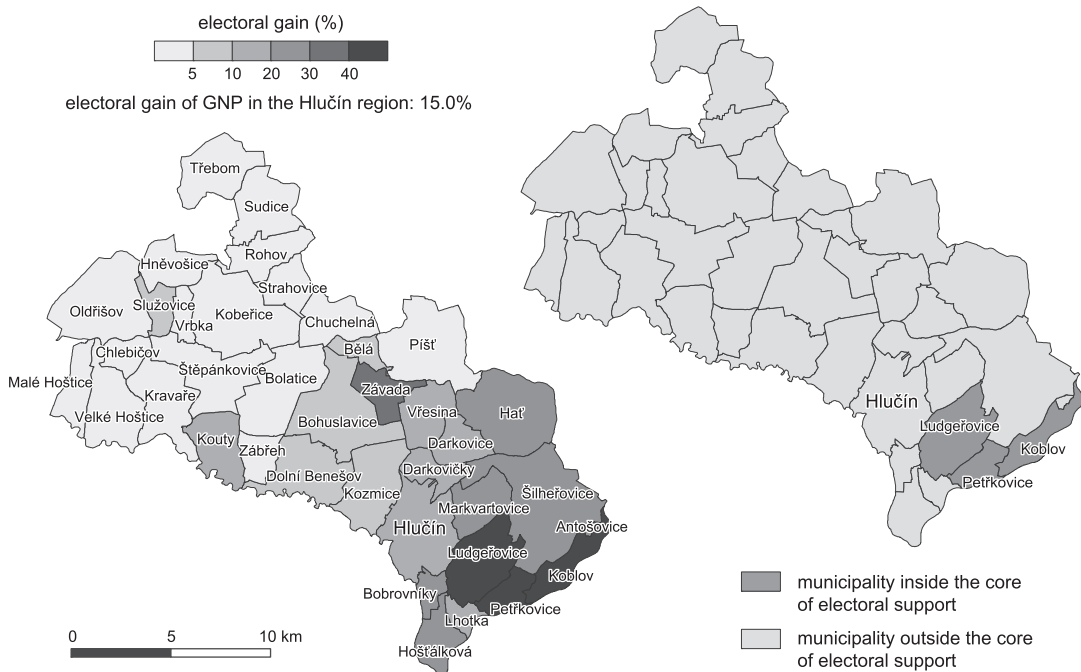 electoral gain (%)
5 10 20 30 40
electoral gain of GNP in the Hlučín region: 15.0%
Třebom
Sudice
Rohov
Hněvošice
Strahovice
Služovice
Oldřišov
Vrbka
Kobeřice
Chuchelná
Píšť
Bělá
Chlebičov
Štěpánkovice
Bolatice
Malé Hoštice
Závada
Kravaře
Velké Hoštice
Bohuslavice
Vřesina
Hať
Kouty
Zábřeh
Darkovice
Dolní Benešov
Darkovičky
Kozmice
Šilheřovice
Markvartovice
Hlučín
Antošovice
Ludgeřovice
Koblov
Bobrovníky
Petřkovice
Lhotka
Hošťálková
0 5 10 km
Hlučín
Ludgeřovice
Koblov
Petřkovice
municipality inside the core
of electoral support
municipality outside the core
of electoral support